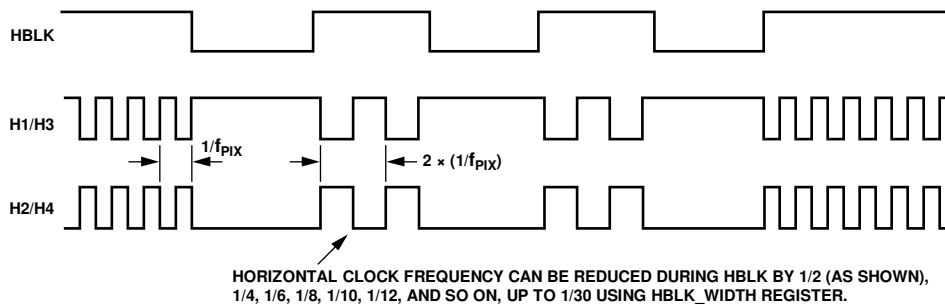 HBLK
H1/H3
1/fPIX
2 × (1/fPIX)
H2/H4
HORIZONTAL CLOCK FREQUENCY CAN BE REDUCED DURING HBLK BY 1/2 (AS SHOWN),
1/4, 1/6, 1/8, 1/10, 1/12, AND SO ON, UP TO 1/30 USING HBLK_WIDTH REGISTER.